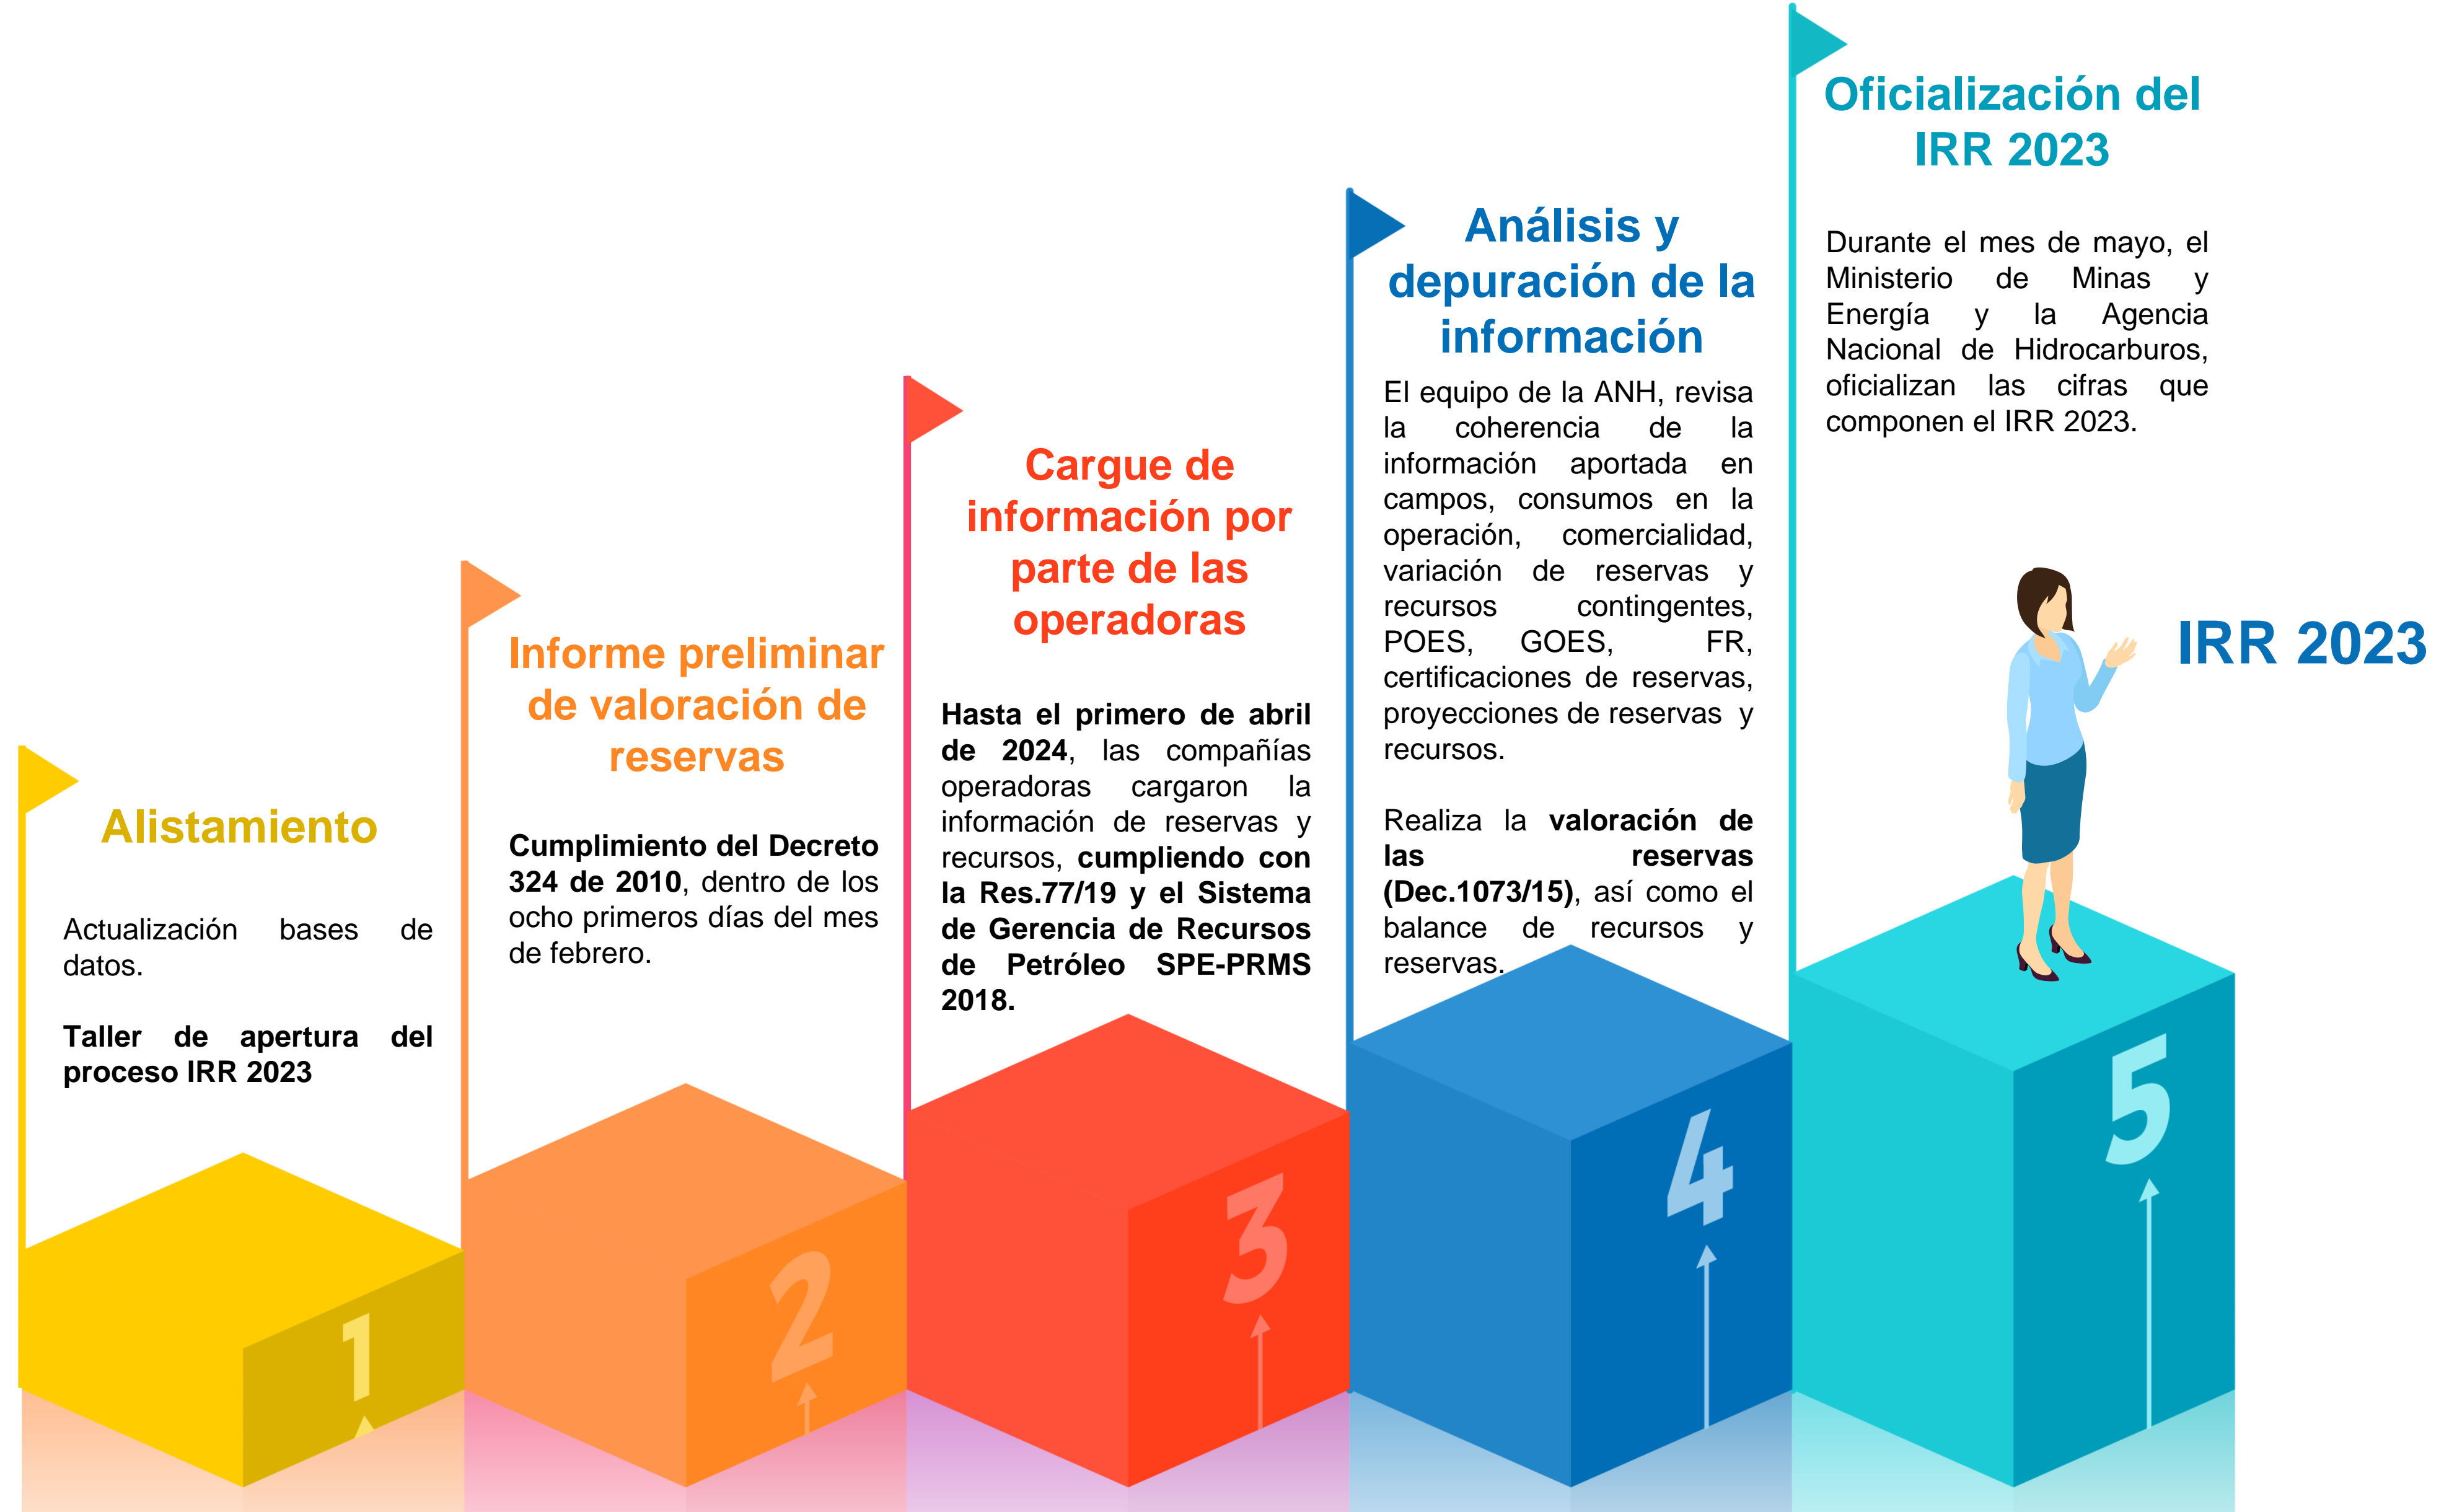 Alistamiento
Actualización bases de
datos.
Taller de apertura del
proceso IRR 2023
1
Informe preliminar
de valoración de
reservas
Cumplimiento del Decreto
324 de 2010, dentro de los
ocho primeros días del mes
de febrero.
2
Cargue de
información por
parte de las
operadoras
Hasta el primero de abril
de 2024, las compañías
operadoras cargaron la
información de reservas y
recursos, cumpliendo con
la Res.77/19 y el Sistema
de Gerencia de Recursos
de Petróleo SPE-PRMS
2018.
3
Análisis y
depuración de la
información
El equipo de la ANH, revisa
la coherencia de la
información aportada en
campos, consumos en la
operación, comercialidad,
variación de reservas y
recursos contingentes,
POES, GOES, FR,
certificaciones de reservas,
proyecciones de reservas y
recursos.
Realiza la valoración de
las reservas
(Dec.1073/15), así como el
balance de recursos y
reservas.
4
Oficialización del
IRR 2023
Durante el mes de mayo, el
Ministerio de Minas y
Energía y la Agencia
Nacional de Hidrocarburos,
oficializan las cifras que
componen el IRR 2023.
IRR 2023
5